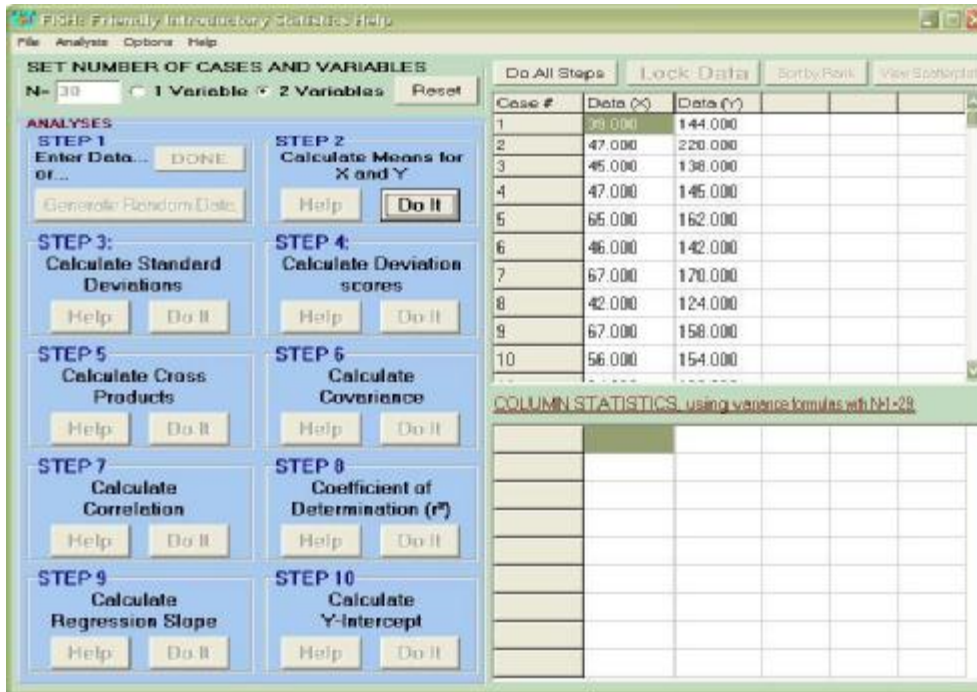 FISH: Friendly Introductory Statistics Help
File Analysis Options Help
SET NUMBER OF CASES AND VARIABLES
N= 30 1 Variable 2 Variables Reset
ANALYSES
STEP 1
Enter Data... DONE
or...
Generate Random Data
STEP 2
Calculate Means for
X and Y
Help Do It
STEP 3:
Calculate Standard
Deviations
Help Do It
STEP 4:
Calculate Deviation
scores
Help Do It
STEP 5
Calculate Cross
Products
Help Do It
STEP 6
Calculate
Covariance
Help Do It
STEP 7
Calculate
Correlation
Help Do It
STEP 8
Coefficient of
Determination (r²)
Help Do It
STEP 9
Calculate
Regression Slope
Help Do It
STEP 10
Calculate
Y-Intercept
Help Do It
Do All Steps Lock Data Sort by Rank View Scatterplot
Case # Data (X) Data (Y)
1 39.000 144.000
2 47.000 220.000
3 45.000 138.000
4 47.000 145.000
5 65.000 162.000
6 46.000 142.000
7 67.000 170.000
8 42.000 124.000
9 67.000 158.000
10 56.000 154.000
COLUMN STATISTICS, using variance formulas with N-1=29